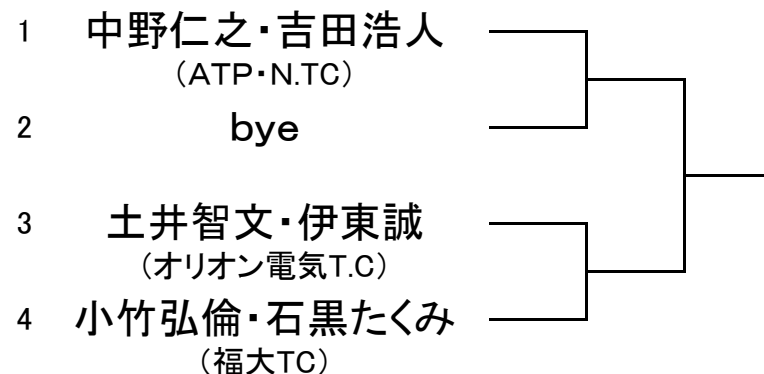 1 中野仁之・吉田浩人
（ATP・N.TC）
2 bye
3 土井智文・伊東誠
（オリオン電気T.C）
4 小竹弘倫・石黒たくみ
（福大TC）